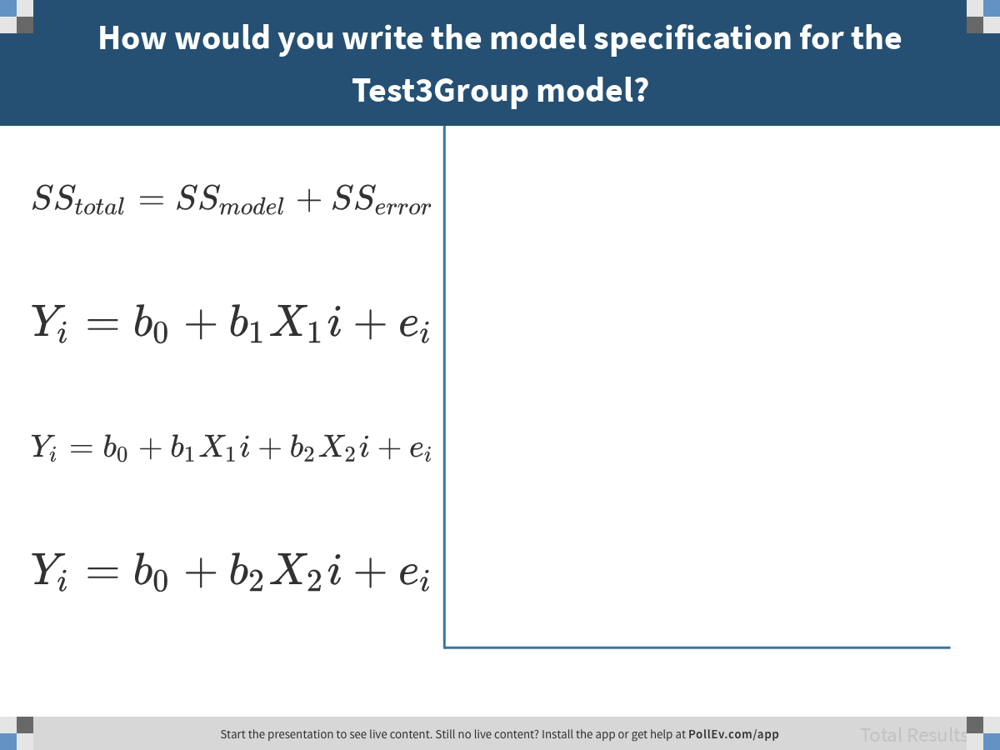 How would you write the model specification for the
Test3Group model?
$SS_{total} = SS_{model} + SS_{error}$
$Y_i = b_0 + b_1 X_1 i + e_i$
$Y_i = b_0 + b_1 X_1 i + b_2 X_2 i + e_i$
$Y_i = b_0 + b_2 X_2 i + e_i$
Start the presentation to see live content. Still no live content? Install the app or get help at PollEv.com/app
Total Results